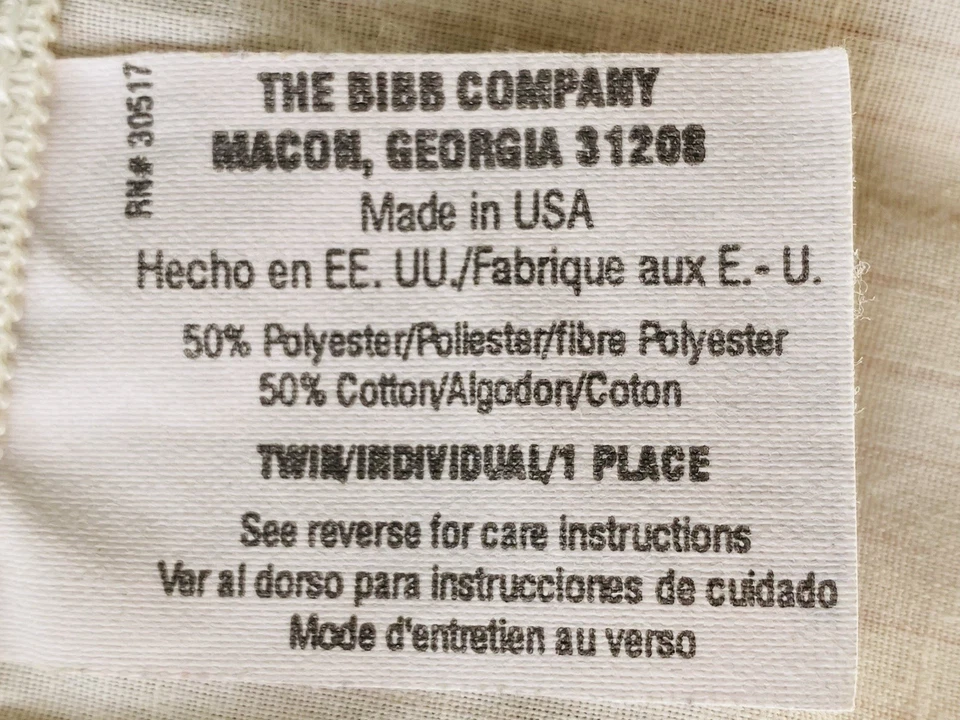 RN# 30517
THE BIBB COMPANY
MACON, GEORGIA 31208
Made in USA
Hecho en EE. UU./Fabrique aux E.- U.
50% Polyester/Poliester/fibre Polyester
50% Cotton/Algodon/Coton
TWIN/INDIVIDUAL/1 PLACE
See reverse for care instructions
Ver al dorso para instrucciones de cuidado
Mode d'entretien au verso